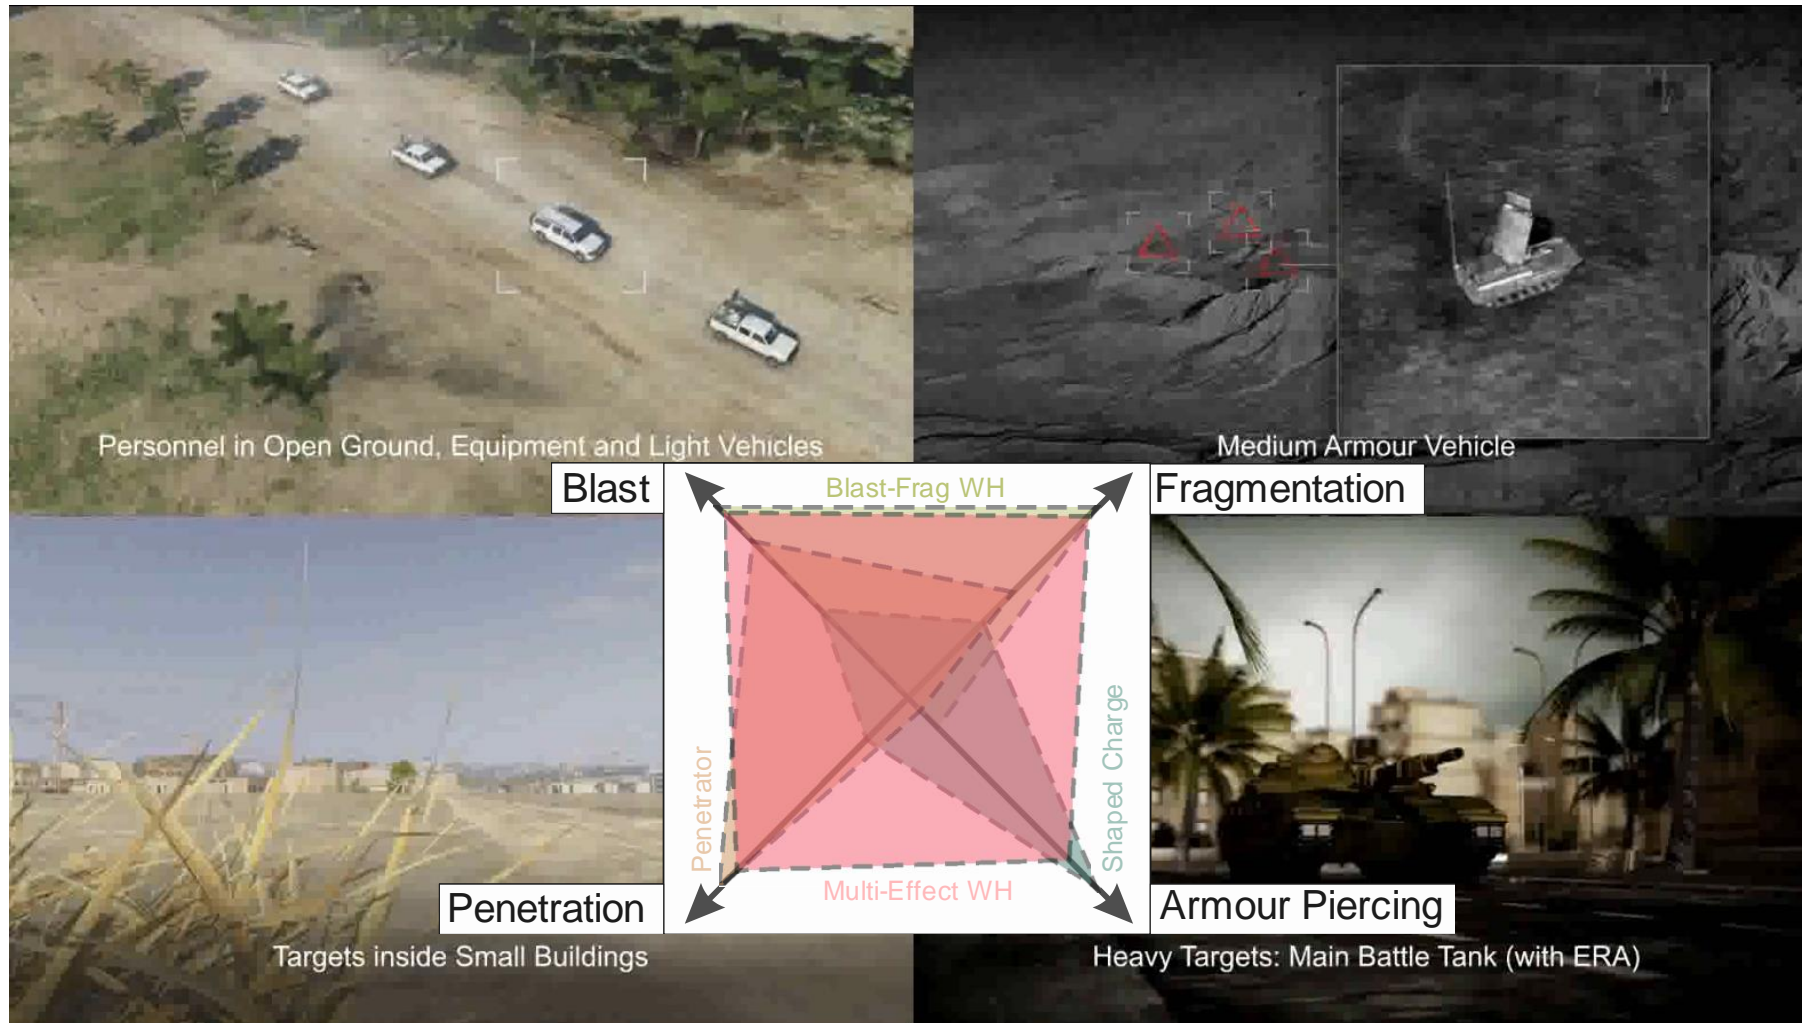 Personnel in Open Ground, Equipment and Light Vehicles
Medium Armour Vehicle
Blast
Blast-Frag WH
Fragmentation
Penetrator
Shaped Charge
Multi-Effect WH
Penetration
Armour Piercing
Targets inside Small Buildings
Heavy Targets: Main Battle Tank (with ERA)